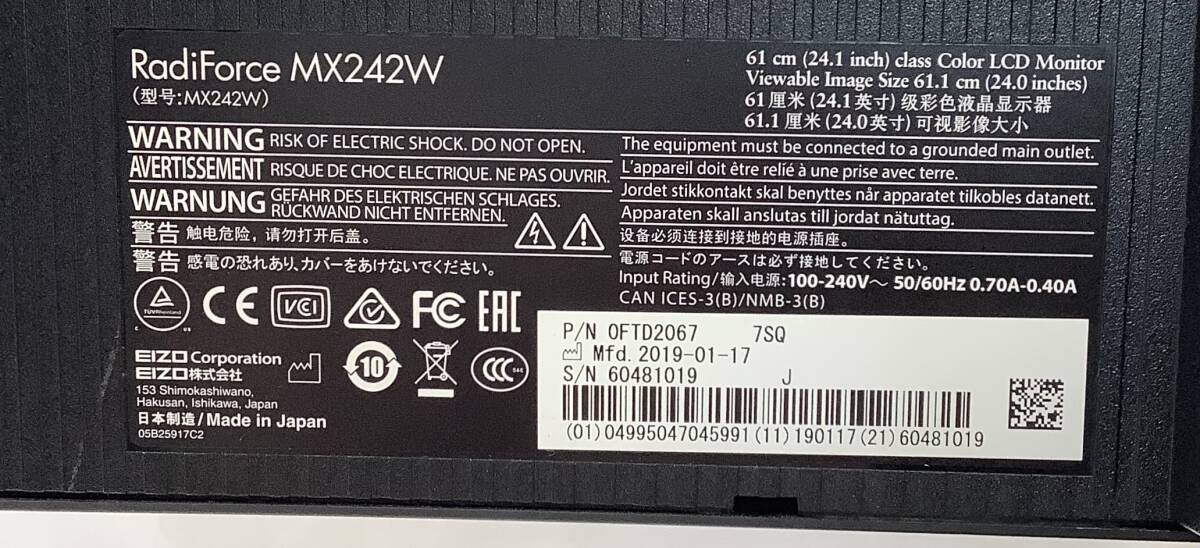 RadiForce MX242W
(型号:MX242W)
61 cm (24.1 inch) class Color LCD Monitor
Viewable Image Size 61.1 cm (24.0 inches)
61厘米(24.1英寸)级彩色液晶显示器
61.1厘米(24.0英寸)可视影像大小
WARNING RISK OF ELECTRIC SHOCK. DO NOT OPEN.
AVERTISSEMENT RISQUE DE CHOC ELECTRIQUE. NE PAS OUVRIR.
WARNUNG GEFAHR DES ELEKTRISCHEN SCHLAGES.
RÜCKWAND NICHT ENTFERNEN.
警告 触电危险，请勿打开后盖。
警告 感電の恐れあり、カバーをあけないでください。
The equipment must be connected to a grounded main outlet.
L'appareil doit être relié à une prise avec terre.
Jordet stikkontakt skal benyttes når apparatet tilkobles datanett.
Apparaten skall anslutas till jordat nätuttag.
设备必须连接到接地的电源插座。
電源コードのアースは必ず接地してください。
Input Rating/输入电源:100-240V～ 50/60Hz 0.70A-0.40A
CAN ICES-3(B)/NMB-3(B)
TÜVRheinland
C US
CE
VCI
FC
EAC
EIZO Corporation
EIZO株式会社
153 Shimokashiwano,
Hakusan, Ishikawa, Japan
日本制造/Made in Japan
05B25917C2
10
CCC
P/N 0FTD2067 7SQ
Mfd. 2019-01-17
S/N 60481019 J
(01)04995047045991(11)190117(21)60481019